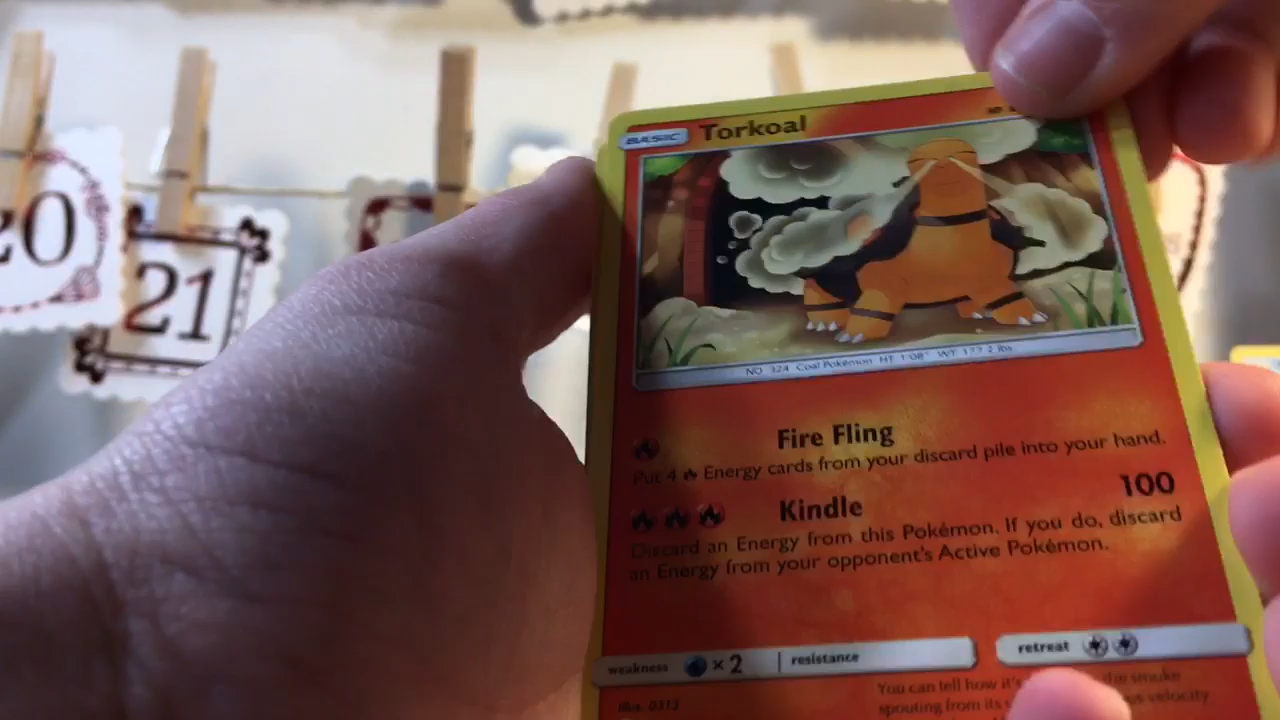 20
21
BASIC Torkoal
NO. 324 Coal Pokémon HT: 1'08" WT: 177.2 lbs
Fire Fling
Put 4 Energy cards from your discard pile into your hand.
Kindle 100
Discard an Energy from this Pokémon. If you do, discard
an Energy from your opponent's Active Pokémon.
weakness ×2 resistance retreat
You can tell how it's the smoke
Illus. 0313 spouting from its velocity